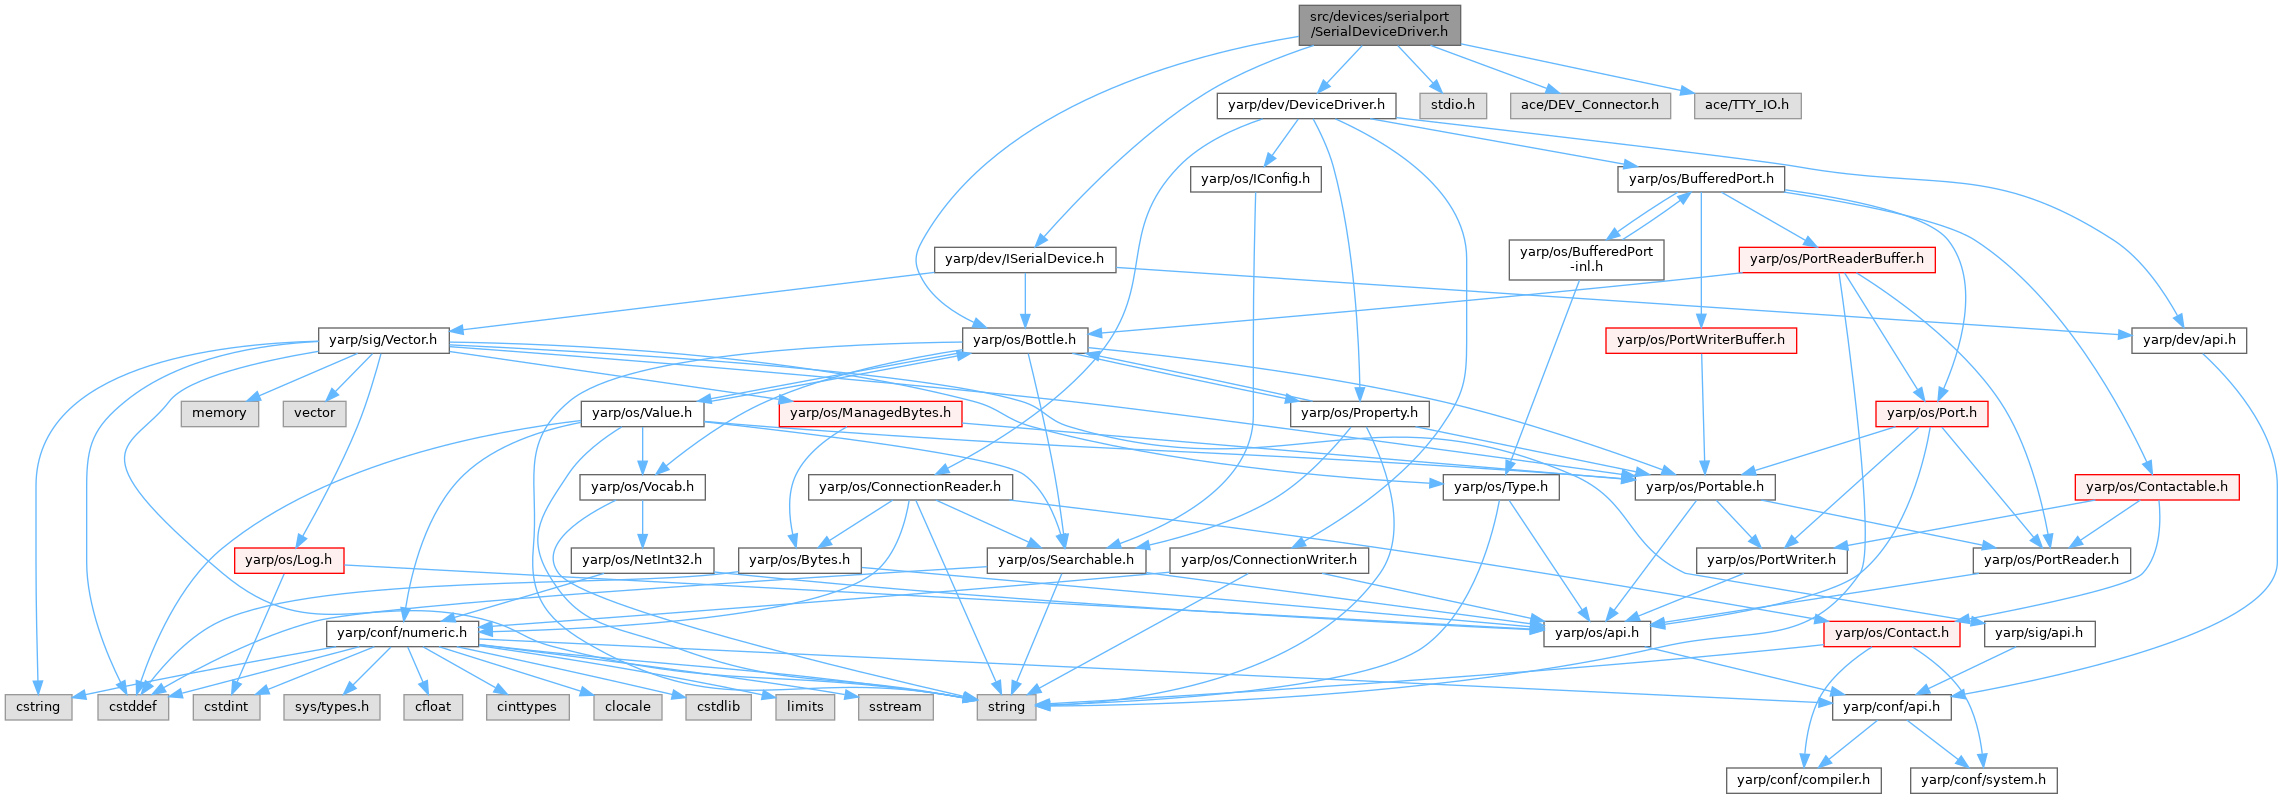 src/devices/serialport
/SerialDeviceDriver.h
yarp/dev/DeviceDriver.h
stdio.h
ace/DEV_Connector.h
ace/TTY_IO.h
yarp/os/IConfig.h
yarp/os/BufferedPort.h
yarp/dev/ISerialDevice.h
yarp/os/BufferedPort
-inl.h
yarp/os/PortReaderBuffer.h
yarp/sig/Vector.h
yarp/os/Bottle.h
yarp/os/PortWriterBuffer.h
yarp/dev/api.h
memory
vector
yarp/os/Value.h
yarp/os/ManagedBytes.h
yarp/os/Property.h
yarp/os/Port.h
yarp/os/Vocab.h
yarp/os/ConnectionReader.h
yarp/os/Type.h
yarp/os/Portable.h
yarp/os/Contactable.h
yarp/os/Log.h
yarp/os/NetInt32.h
yarp/os/Bytes.h
yarp/os/Searchable.h
yarp/os/ConnectionWriter.h
yarp/os/PortWriter.h
yarp/os/PortReader.h
yarp/conf/numeric.h
yarp/os/api.h
yarp/os/Contact.h
yarp/sig/api.h
cstring
cstddef
cstdint
sys/types.h
cfloat
cinttypes
clocale
cstdlib
limits
sstream
string
yarp/conf/api.h
yarp/conf/compiler.h
yarp/conf/system.h